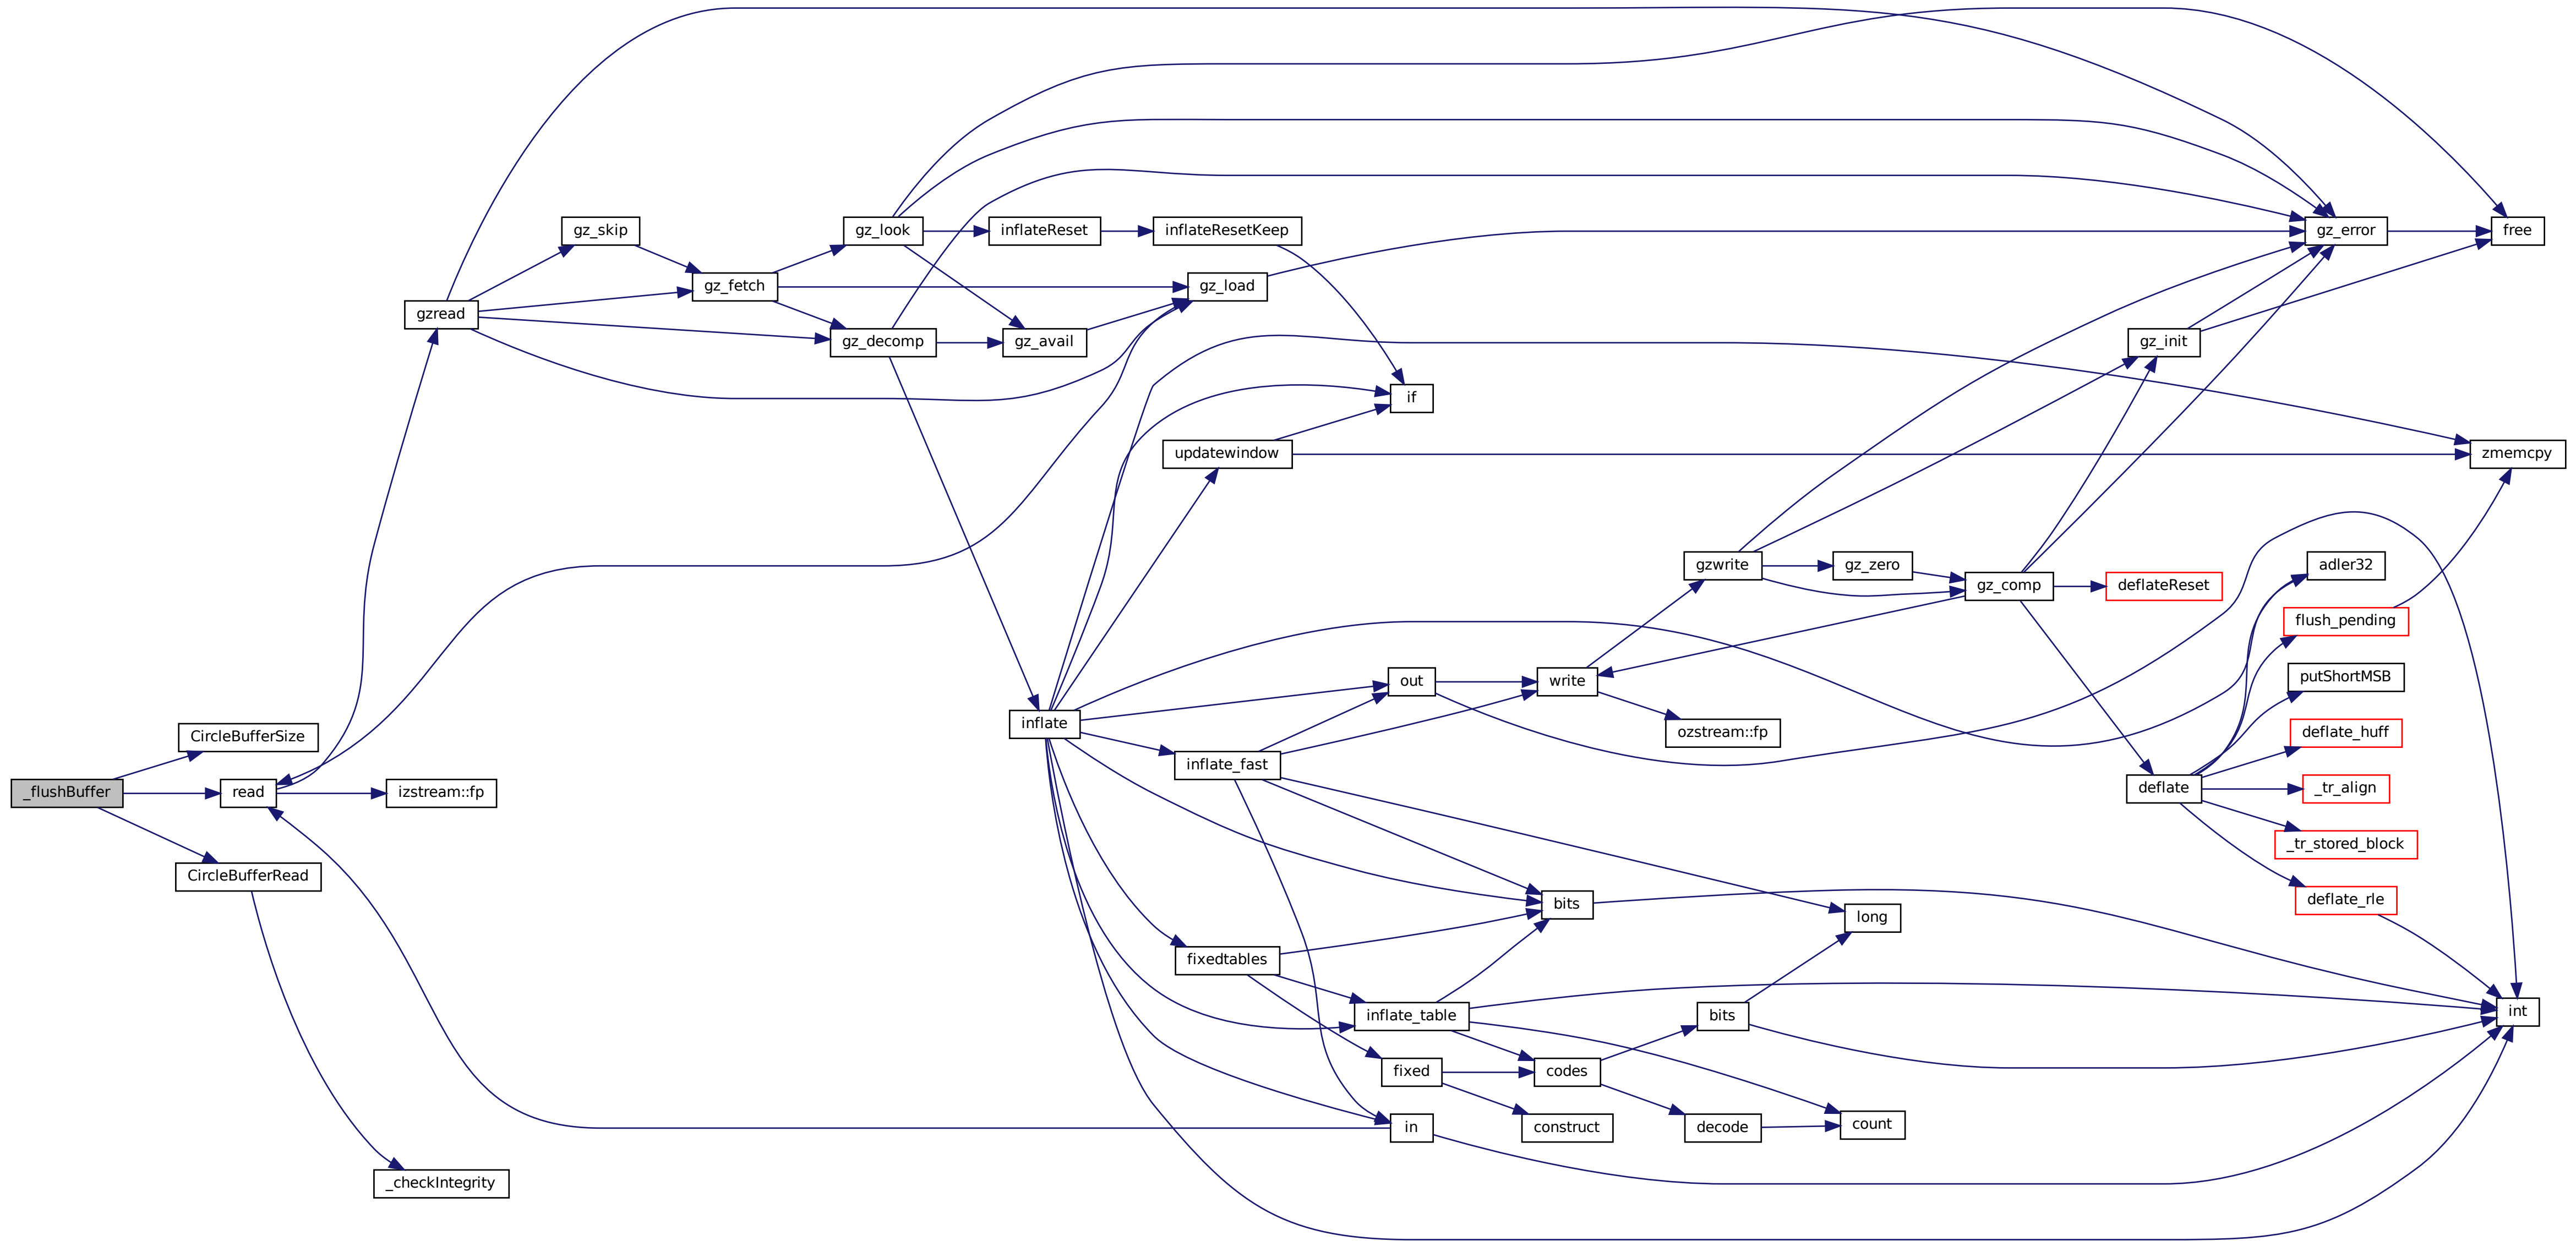 _flushBuffer
CircleBufferSize
read
CircleBufferRead
gzread
izstream::fp
_checkIntegrity
gz_skip
gz_fetch
gz_look
gz_decomp
inflateReset
gz_avail
inflate
inflateResetKeep
gz_load
updatewindow
inflate_fast
fixedtables
if
out
inflate_table
fixed
in
write
bits
codes
construct
gzwrite
ozstream::fp
bits
decode
gz_zero
long
count
gz_comp
gz_init
deflateReset
deflate
gz_error
adler32
flush_pending
putShortMSB
deflate_huff
_tr_align
_tr_stored_block
deflate_rle
free
zmemcpy
int